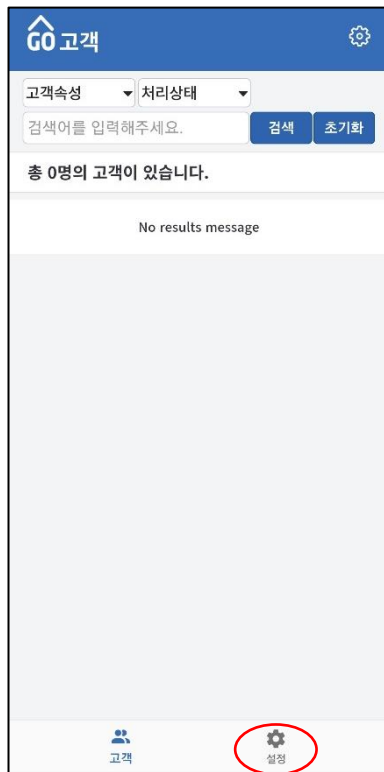 GO 고객
고객속성 처리상태
검색어를 입력해주세요. 검색 초기화
총 0명의 고객이 있습니다.
No results message
고객 설정